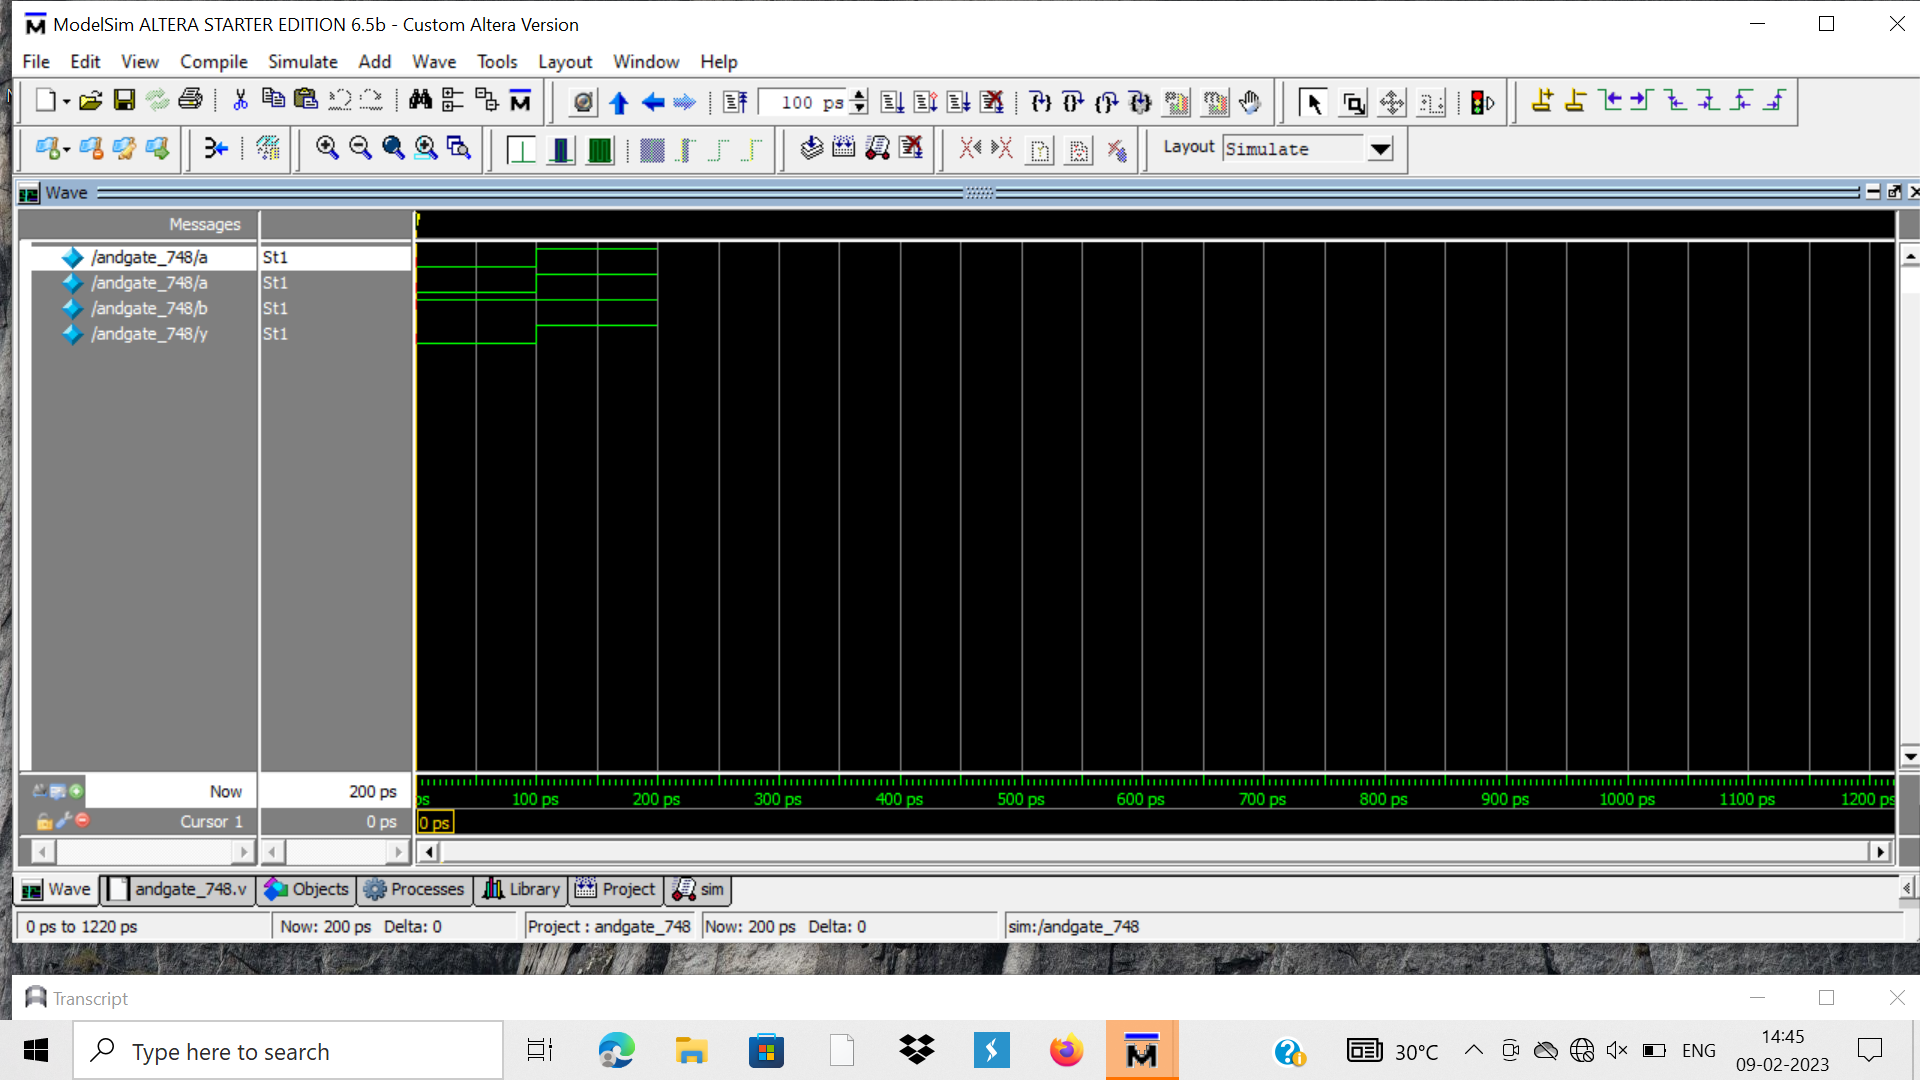 ModelSim ALTERA STARTER EDITION 6.5b - Custom Altera Version
File Edit View Compile Simulate Add Wave Tools Layout Window Help
100 ps
Layout Simulate
Wave
Messages
/andgate_748/a St1
/andgate_748/a St1
/andgate_748/b St1
/andgate_748/y St1
Now 200 ps
ps 100 ps 200 ps 300 ps 400 ps 500 ps 600 ps 700 ps 800 ps 900 ps 1000 ps 1100 ps 1200 ps
Cursor 1 0 ps 0 ps
Wave andgate_748.v Objects Processes Library Project sim
0 ps to 1220 ps Now: 200 ps Delta: 0 Project : andgate_748 Now: 200 ps Delta: 0 sim:/andgate_748
Transcript
Type here to search 30°C ENG 14:45
09-02-2023